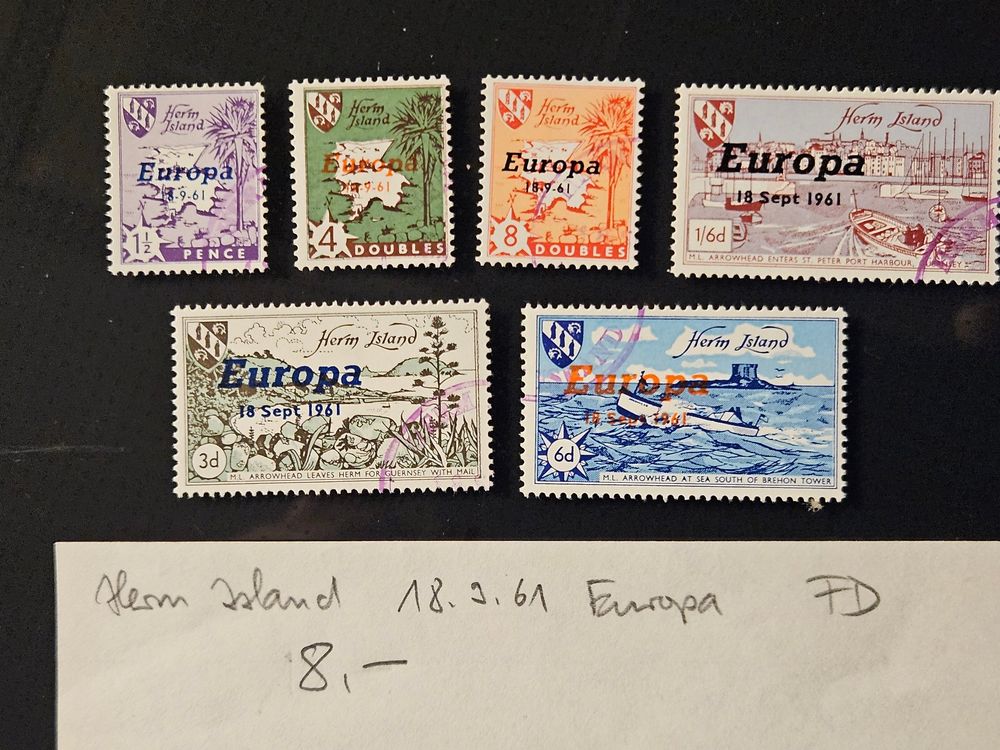 Herm
Island
Europa
18-9-61
1½
PENCE
Herm
Island
Europa
18-9-61
4
DOUBLES
Herm
Island
Europa
18.9-61
8
DOUBLES
Herm Island
Europa
18 Sept 1961
1/6d
M.L. ARROWHEAD ENTERS ST. PETER PORT HARBOUR, GUERNSEY
Herm Island
Europa
18 Sept 1961
3d
M.L. ARROWHEAD LEAVES HERM FOR GUERNSEY WITH MAIL
Herm Island
Europa
18 Sept 1961
6d
M.L. ARROWHEAD AT SEA SOUTH OF BREHON TOWER
Herm Island 18.9.61 Europa FD
8,-